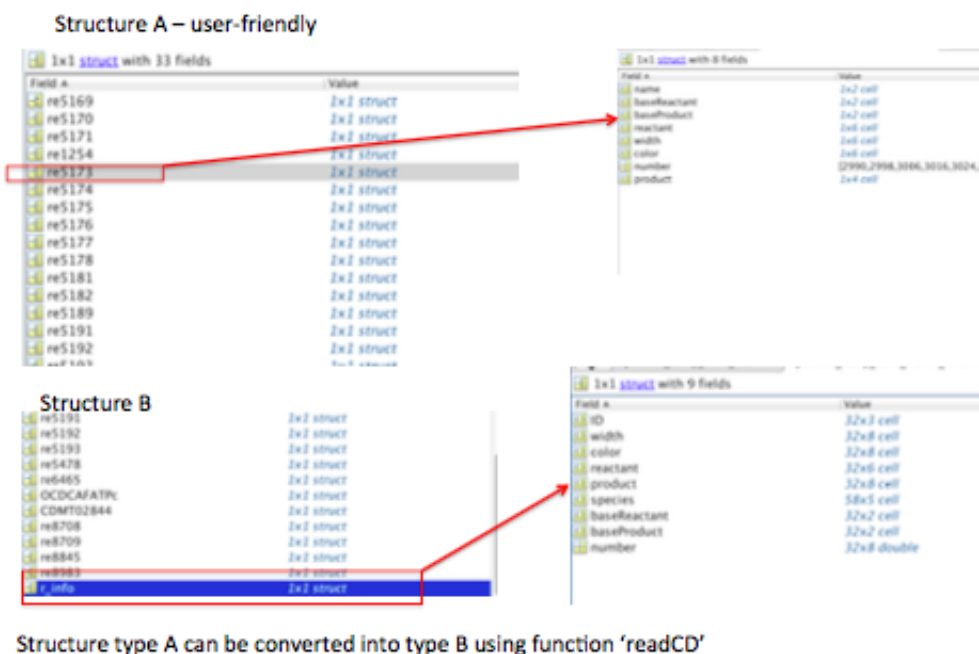 Structure A – user-friendly
1x1 struct with 33 fields
Field Value
re5169 1x1 struct
re5170 1x1 struct
re5171 1x1 struct
re1254 1x1 struct
re5173 1x1 struct
re5174 1x1 struct
re5175 1x1 struct
re5176 1x1 struct
re5177 1x1 struct
re5178 1x1 struct
re5181 1x1 struct
re5182 1x1 struct
re5189 1x1 struct
re5191 1x1 struct
re5192 1x1 struct
1x1 struct with 8 fields
Field Value
name 1x2 cell
baseReactant 1x2 cell
baseProduct 1x2 cell
reactant 1x6 cell
width 1x6 cell
color 1x6 cell
number [2990,2998,3006,3016,3024,
product 1x4 cell
Structure B
re5191 1x1 struct
re5192 1x1 struct
re5193 1x1 struct
re5478 1x1 struct
re6465 1x1 struct
OCDCAFATPc 1x1 struct
CDMT02844 1x1 struct
re8708 1x1 struct
re8709 1x1 struct
re8845 1x1 struct
re8983 1x1 struct
r_info 1x1 struct
1x1 struct with 9 fields
Field Value
ID 32x3 cell
width 32x8 cell
color 32x8 cell
reactant 32x6 cell
product 32x8 cell
species 58x5 cell
baseReactant 32x2 cell
baseProduct 32x2 cell
number 32x8 double
Structure type A can be converted into type B using function ‘readCD’